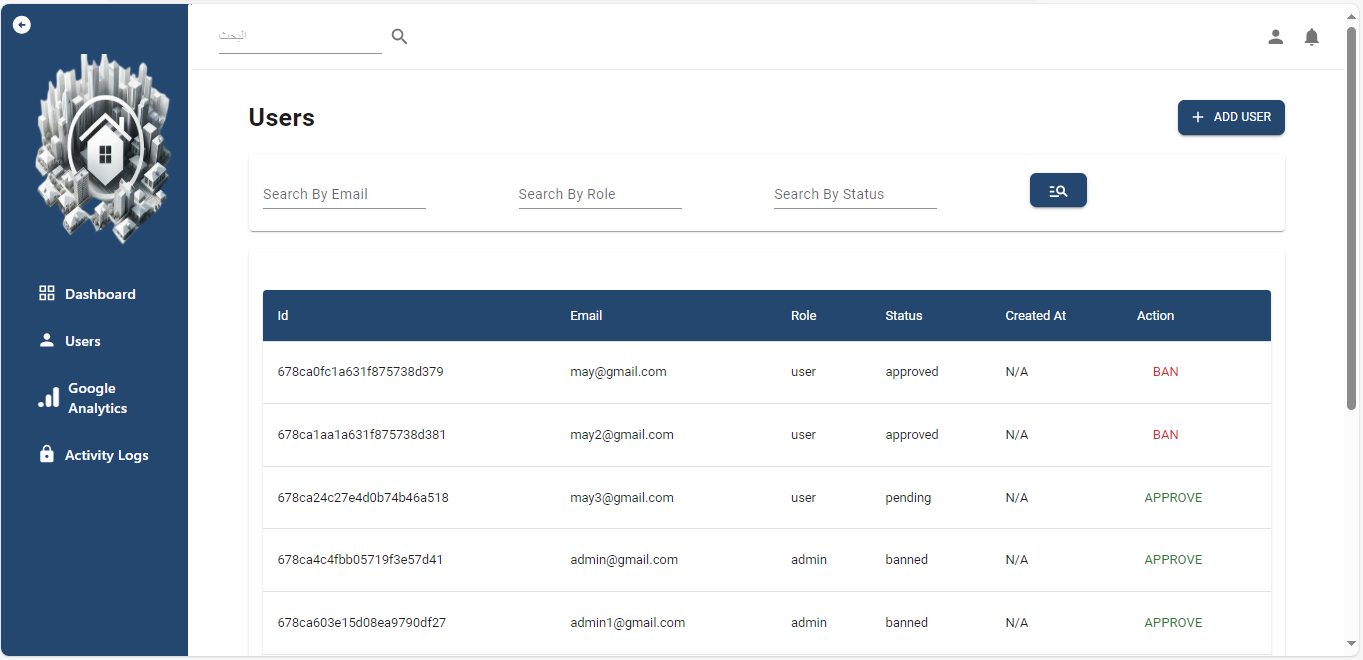 البحث
Users
ADD USER
Search By Email Search By Role Search By Status
Dashboard
Users
Google
Analytics
Activity Logs
Id Email Role Status Created At Action
678ca0fc1a631f875738d379 may@gmail.com user approved N/A BAN
678ca1aa1a631f875738d381 may2@gmail.com user approved N/A BAN
678ca24c27e4d0b74b46a518 may3@gmail.com user pending N/A APPROVE
678ca4c4fbb05719f3e57d41 admin@gmail.com admin banned N/A APPROVE
678ca603e15d08ea9790df27 admin1@gmail.com admin banned N/A APPROVE